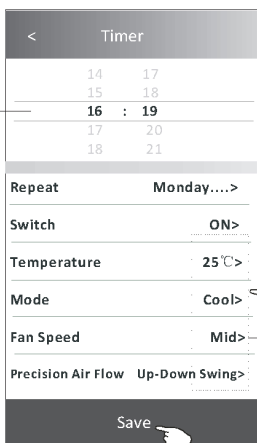 < Timer
14 17
15 18
16 : 19
17 20
18 21
Repeat Monday....>
Switch ON>
Temperature 25℃>
Mode Cool>
Fan Speed Mid>
Precision Air Flow Up-Down Swing>
Save